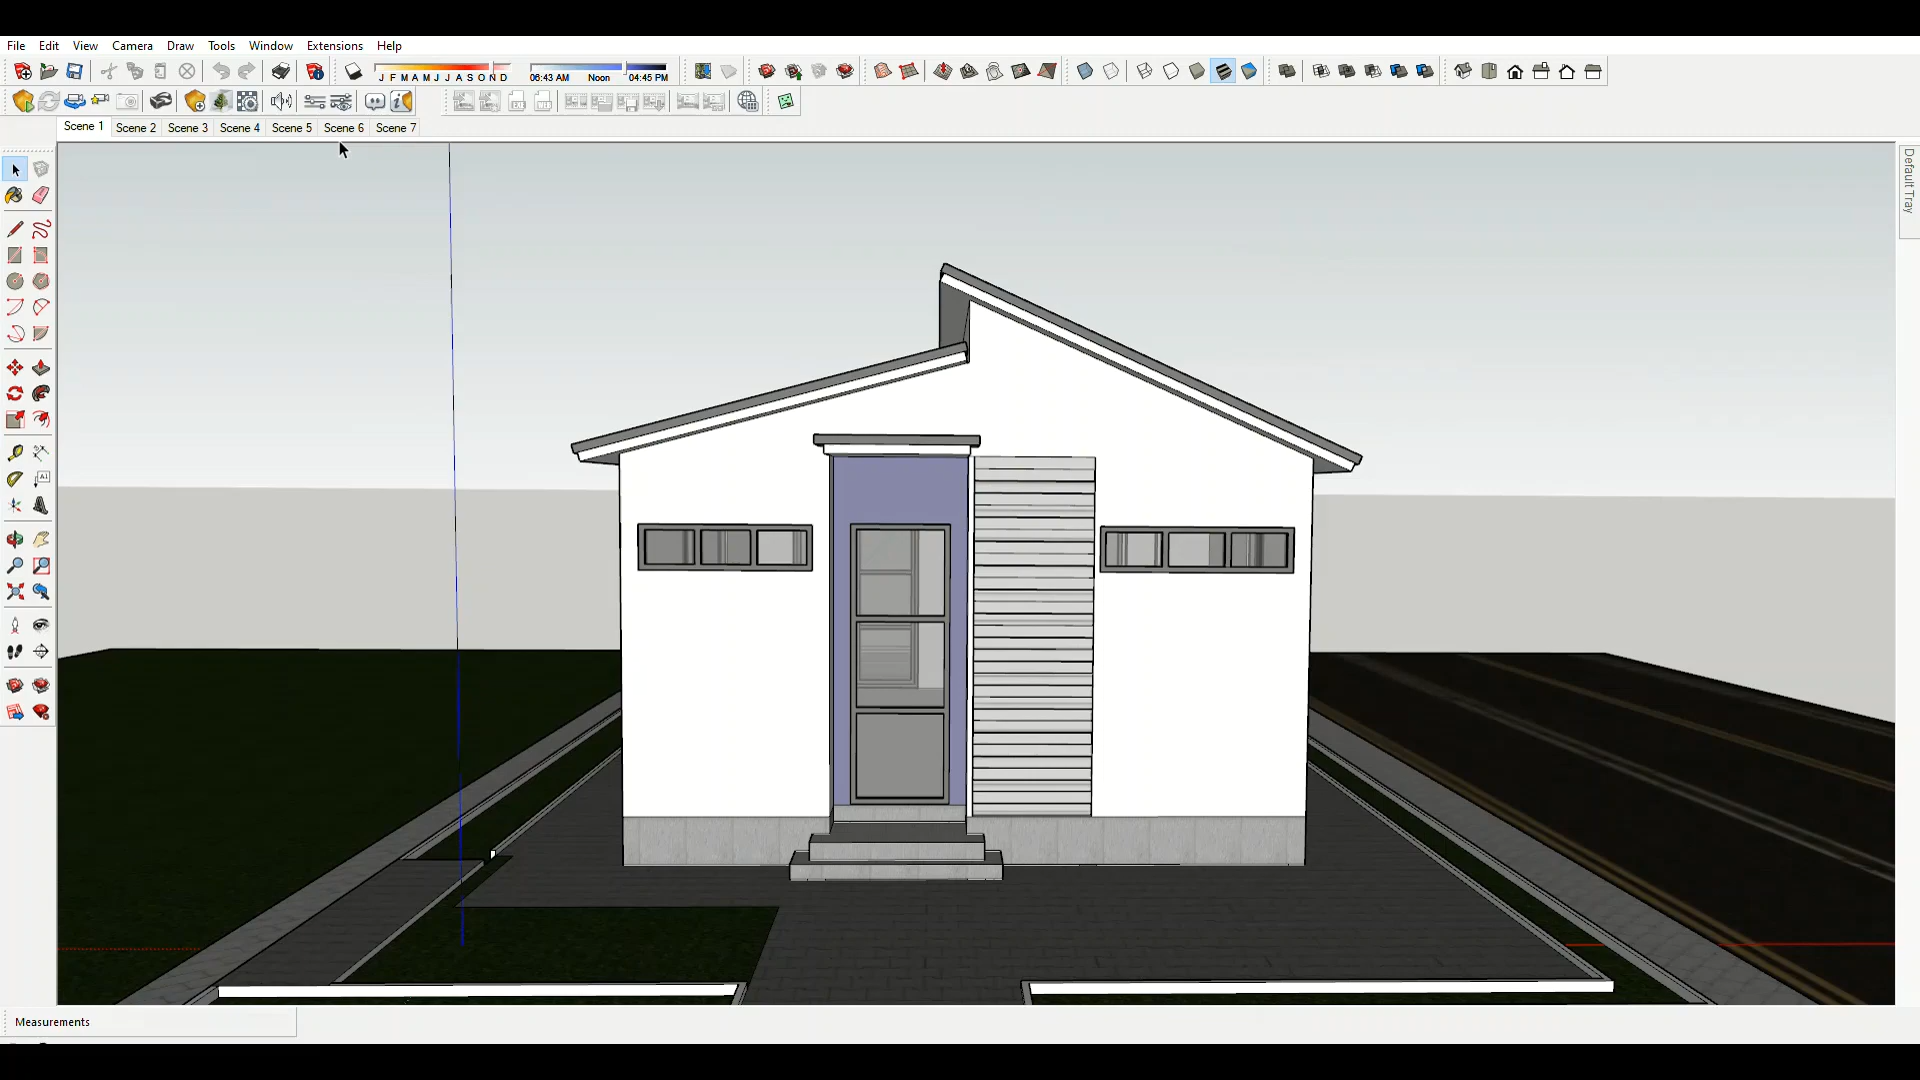 File Edit View Camera Draw Tools Window Extensions Help
J F M A M J J A S O N D 06:43 AM Noon 04:45 PM
Scene 1 Scene 2 Scene 3 Scene 4 Scene 5 Scene 6 Scene 7
Default Tray
Measurements